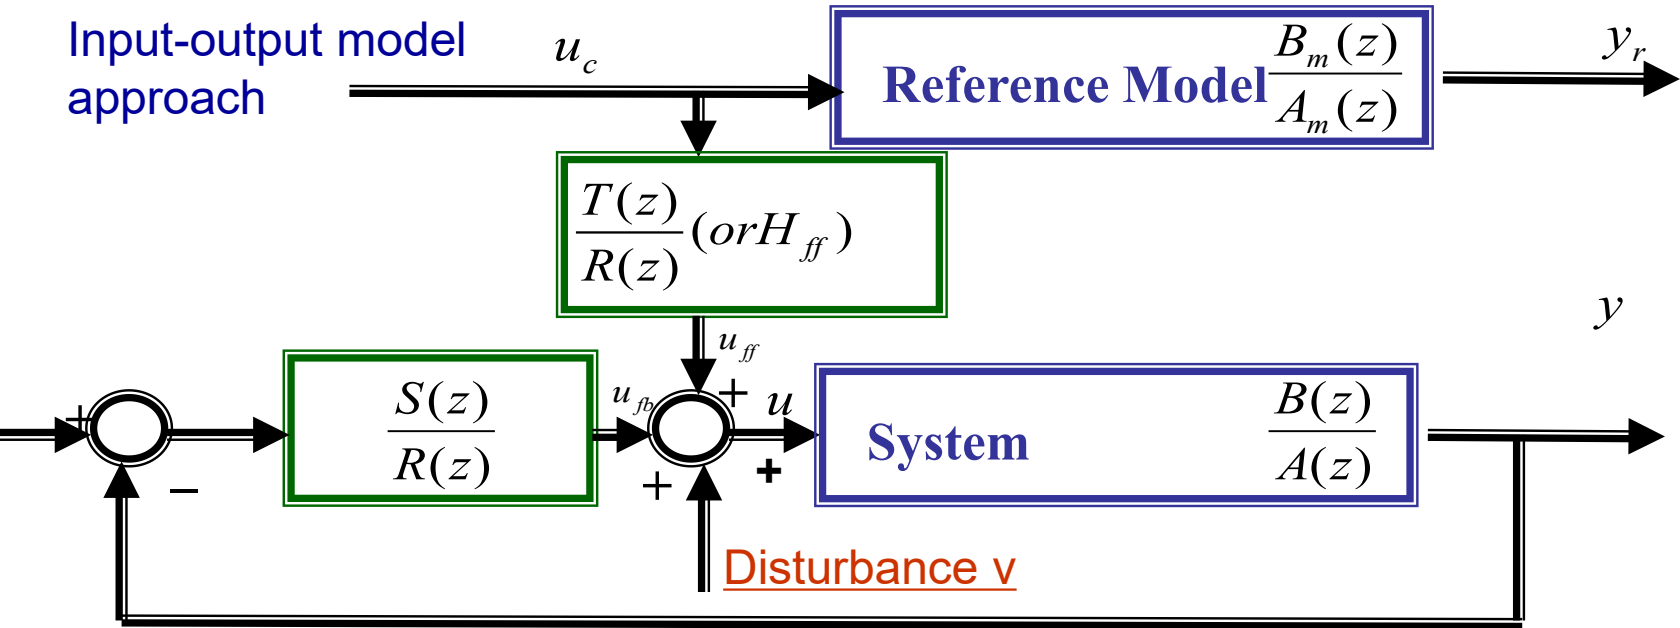 Input-output model
approach
u_c
Reference Model B_m(z)/A_m(z)
y_r
T(z)/R(z) (orH_ff)
u_ff
y
+
S(z)/R(z)
u_fb
+
u
System B(z)/A(z)
−
+
+
Disturbance v